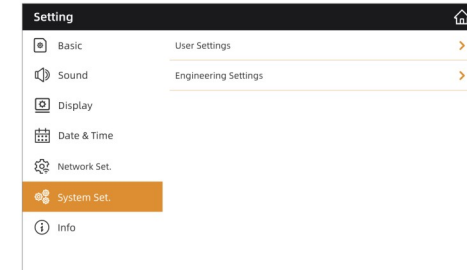 Setting
Basic
User Settings
Sound
Engineering Settings
Display
Date & Time
Network Set.
System Set.
Info